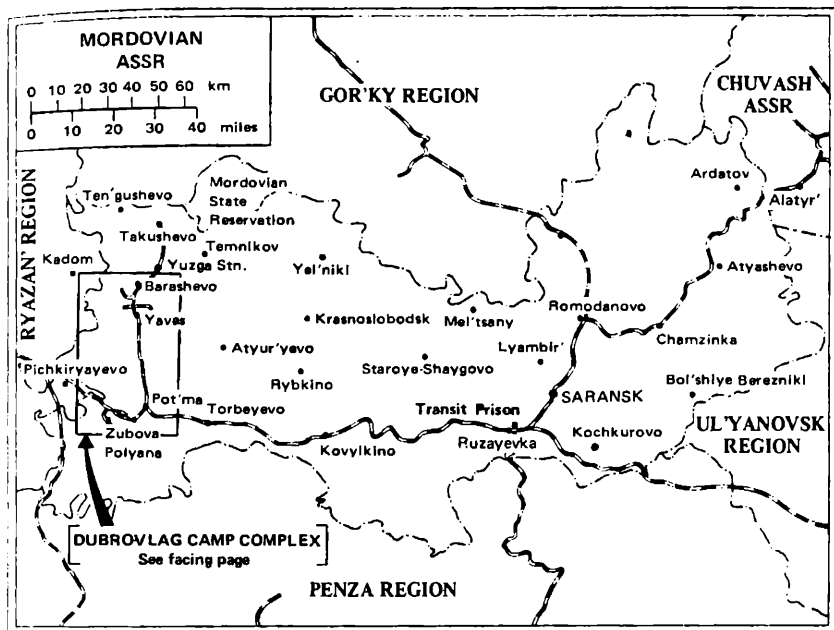 MORDOVIAN
ASSR
0 10 20 30 40 50 60 km
0 10 20 30 40 miles
GOR'KY REGION
CHUVASH
ASSR
RYAZAN' REGION
Ten'gushevo
Mordovian
State
Reservation
Ardatov
Alatyr'
Takushevo
Temnikov
Kadom
Yuzga Stn.
Yel'niki
Atyashevo
Barashevo
Yavas
Krasnoslobodsk
Mel'tsany
Romodanovo
Chamzinka
Atyur'yevo
Lyambir'
Staroye-Shaygovo
Pichkiryayevo
Rybkino
Bol'shiye Berezniki
Pot'ma
SARANSK
Torbeyevo
Transit Prison
UL'YANOVSK
REGION
Zubova
Polyana
Kovylkino
Ruzayevka
Kochkurovo
DUBROVLAG CAMP COMPLEX
See facing page
PENZA REGION